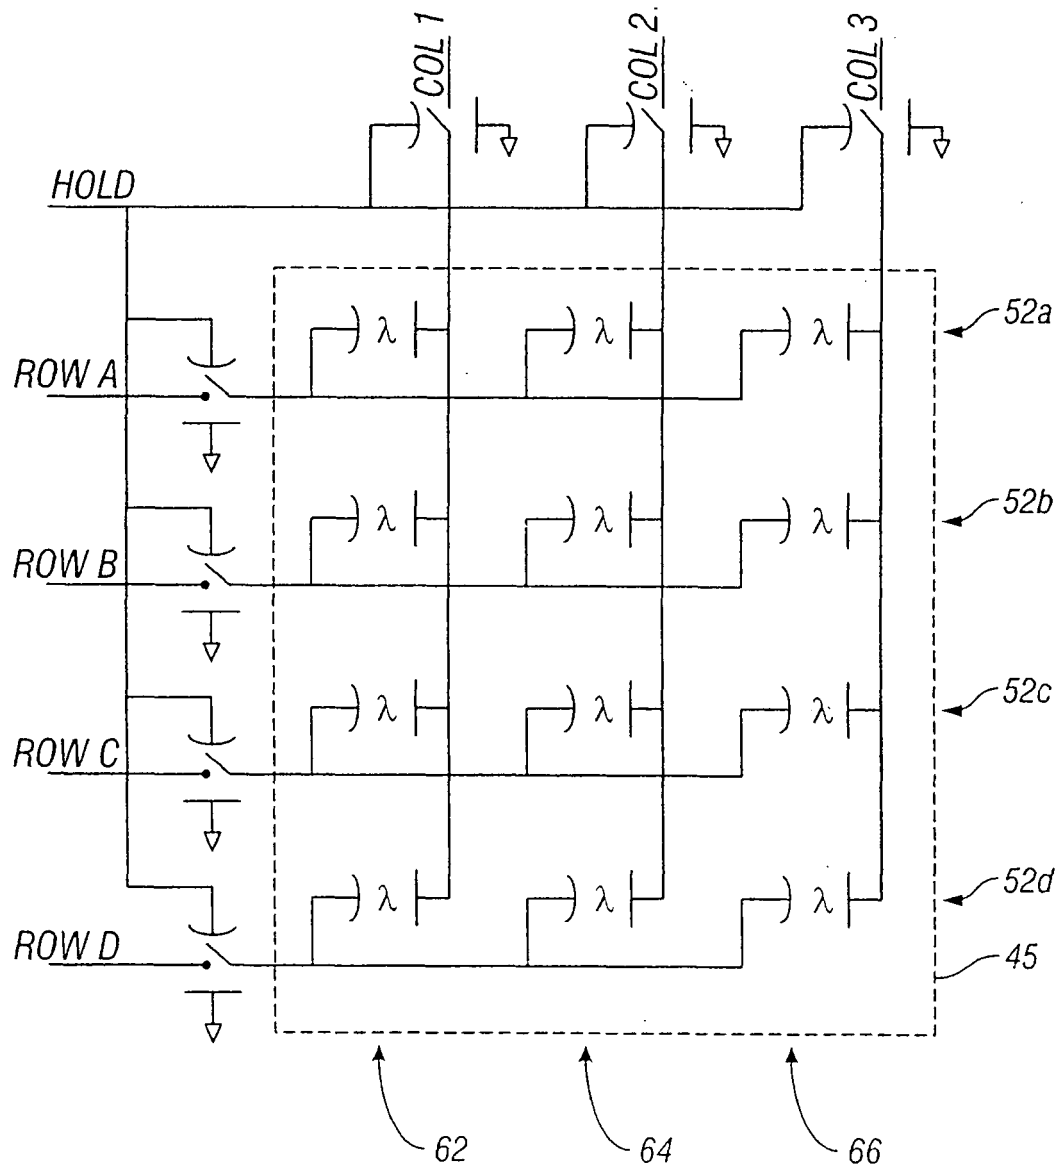 COL 1
COL 2
COL 3
HOLD
λ λ λ
52a
ROW A
λ λ λ
52b
ROW B
λ λ λ
52c
ROW C
λ λ λ
52d
ROW D
45
62
64
66